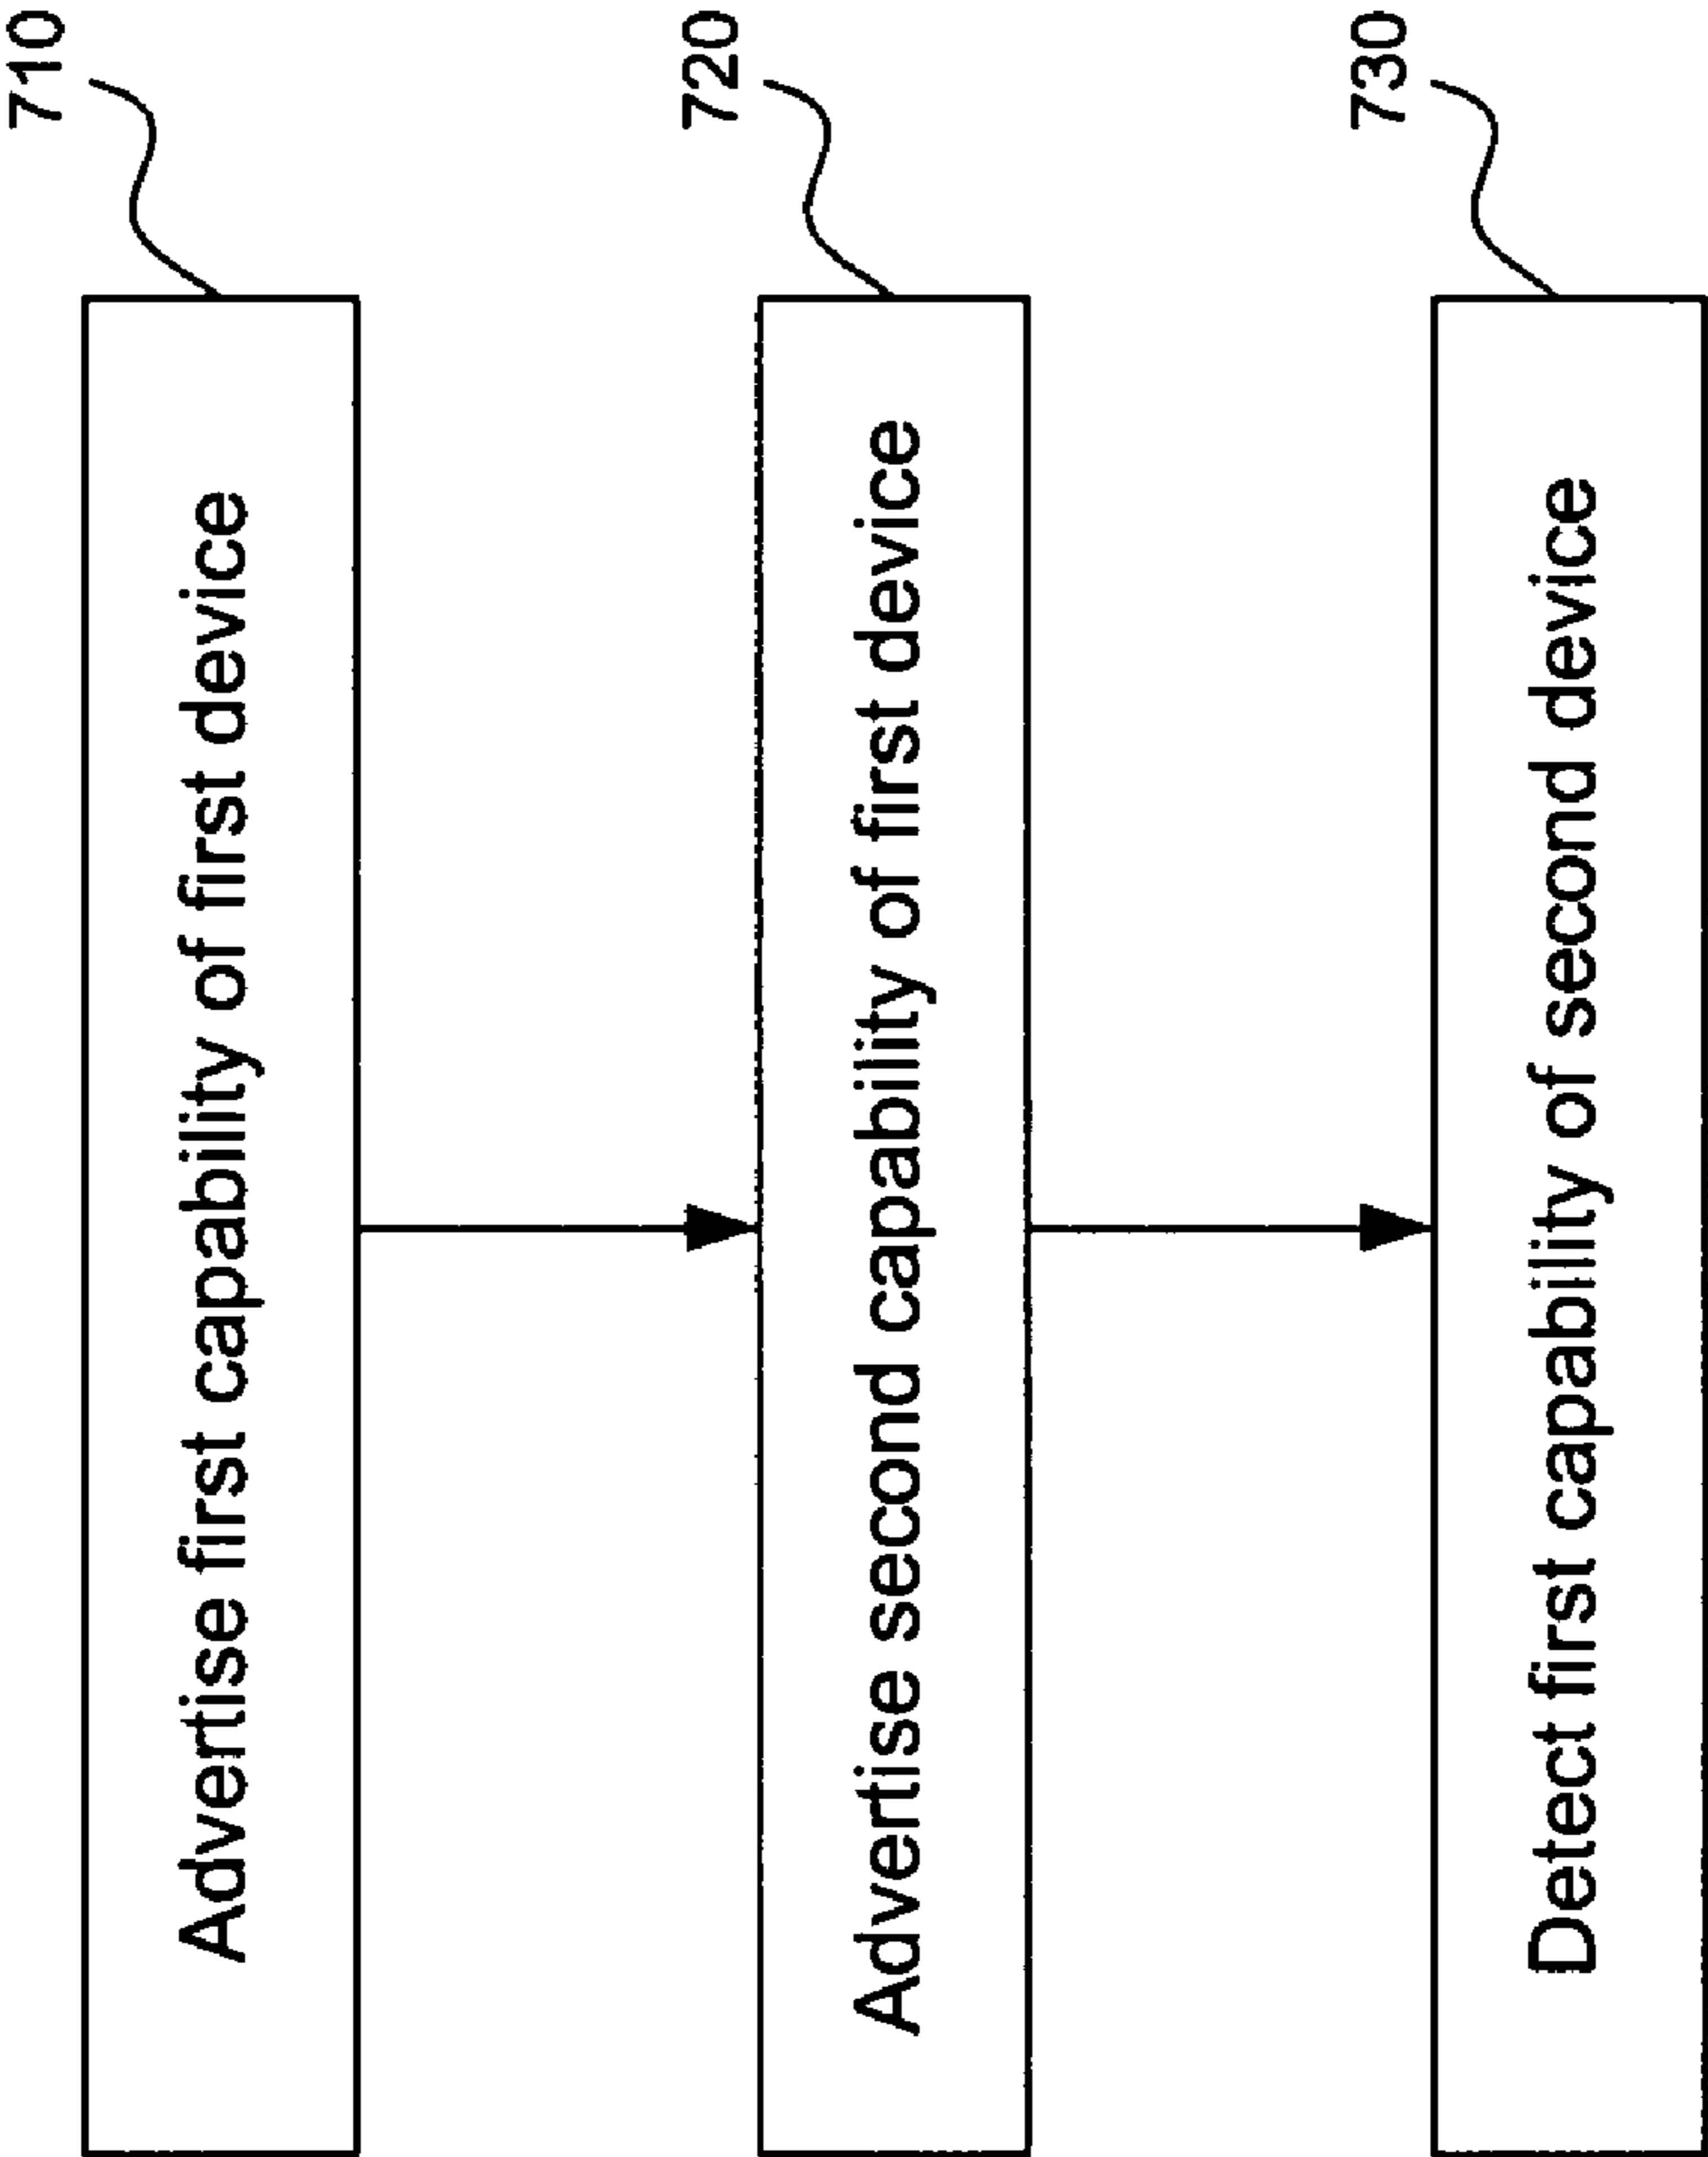 Advertise first capability of first device
710
Advertise second capability of first device
720
Detect first capability of second device
730